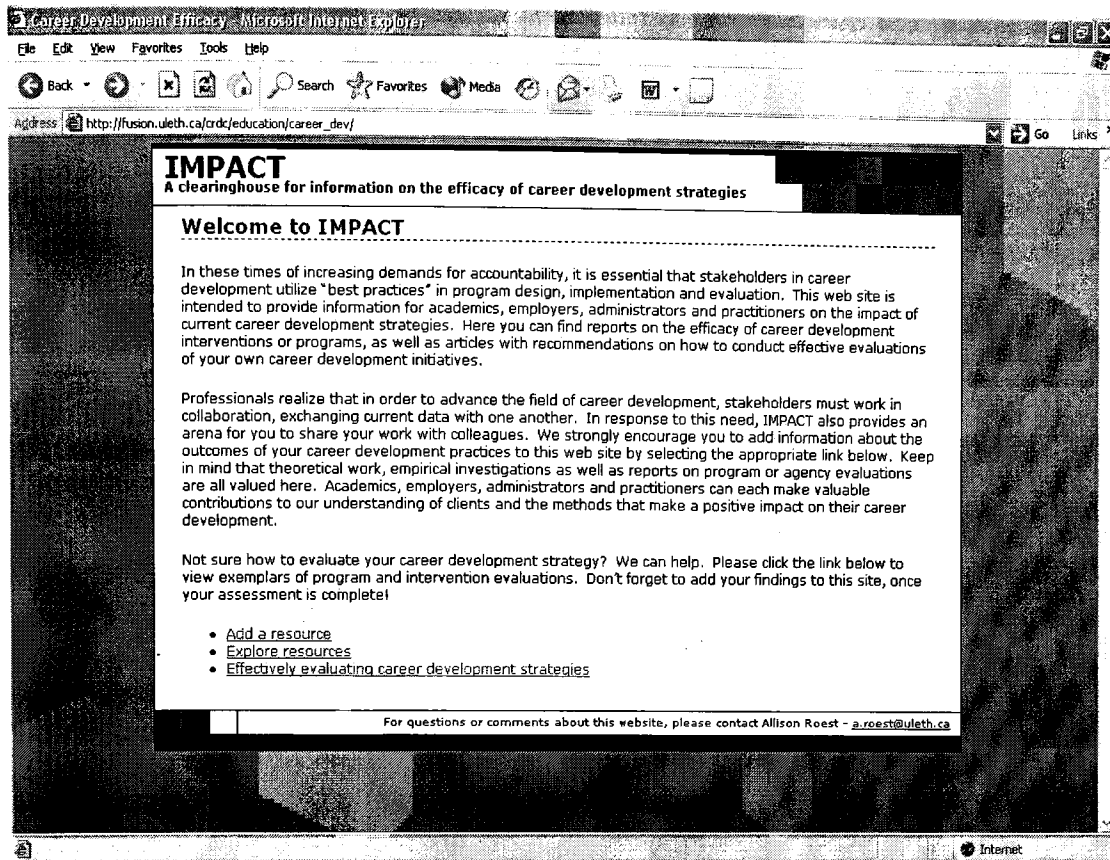 Career Development Efficacy - Microsoft Internet Explorer
File Edit View Favorites Tools Help
Back Search Favorites Media
Address http://fusion.uleth.ca/crdc/education/career_dev/ Go Links
IMPACT
A clearinghouse for information on the efficacy of career development strategies
Welcome to IMPACT
In these times of increasing demands for accountability, it is essential that stakeholders in career
development utilize "best practices" in program design, implementation and evaluation. This web site is
intended to provide information for academics, employers, administrators and practitioners on the impact of
current career development strategies. Here you can find reports on the efficacy of career development
interventions or programs, as well as articles with recommendations on how to conduct effective evaluations
of your own career development initiatives.
Professionals realize that in order to advance the field of career development, stakeholders must work in
collaboration, exchanging current data with one another. In response to this need, IMPACT also provides an
arena for you to share your work with colleagues. We strongly encourage you to add information about the
outcomes of your career development practices to this web site by selecting the appropriate link below. Keep
in mind that theoretical work, empirical investigations as well as reports on program or agency evaluations
are all valued here. Academics, employers, administrators and practitioners can each make valuable
contributions to our understanding of clients and the methods that make a positive impact on their career
development.
Not sure how to evaluate your career development strategy? We can help. Please click the link below to
view exemplars of program and intervention evaluations. Don't forget to add your findings to this site, once
your assessment is complete!
• Add a resource
• Explore resources
• Effectively evaluating career development strategies
For questions or comments about this website, please contact Allison Roest - a.roest@uleth.ca
Internet